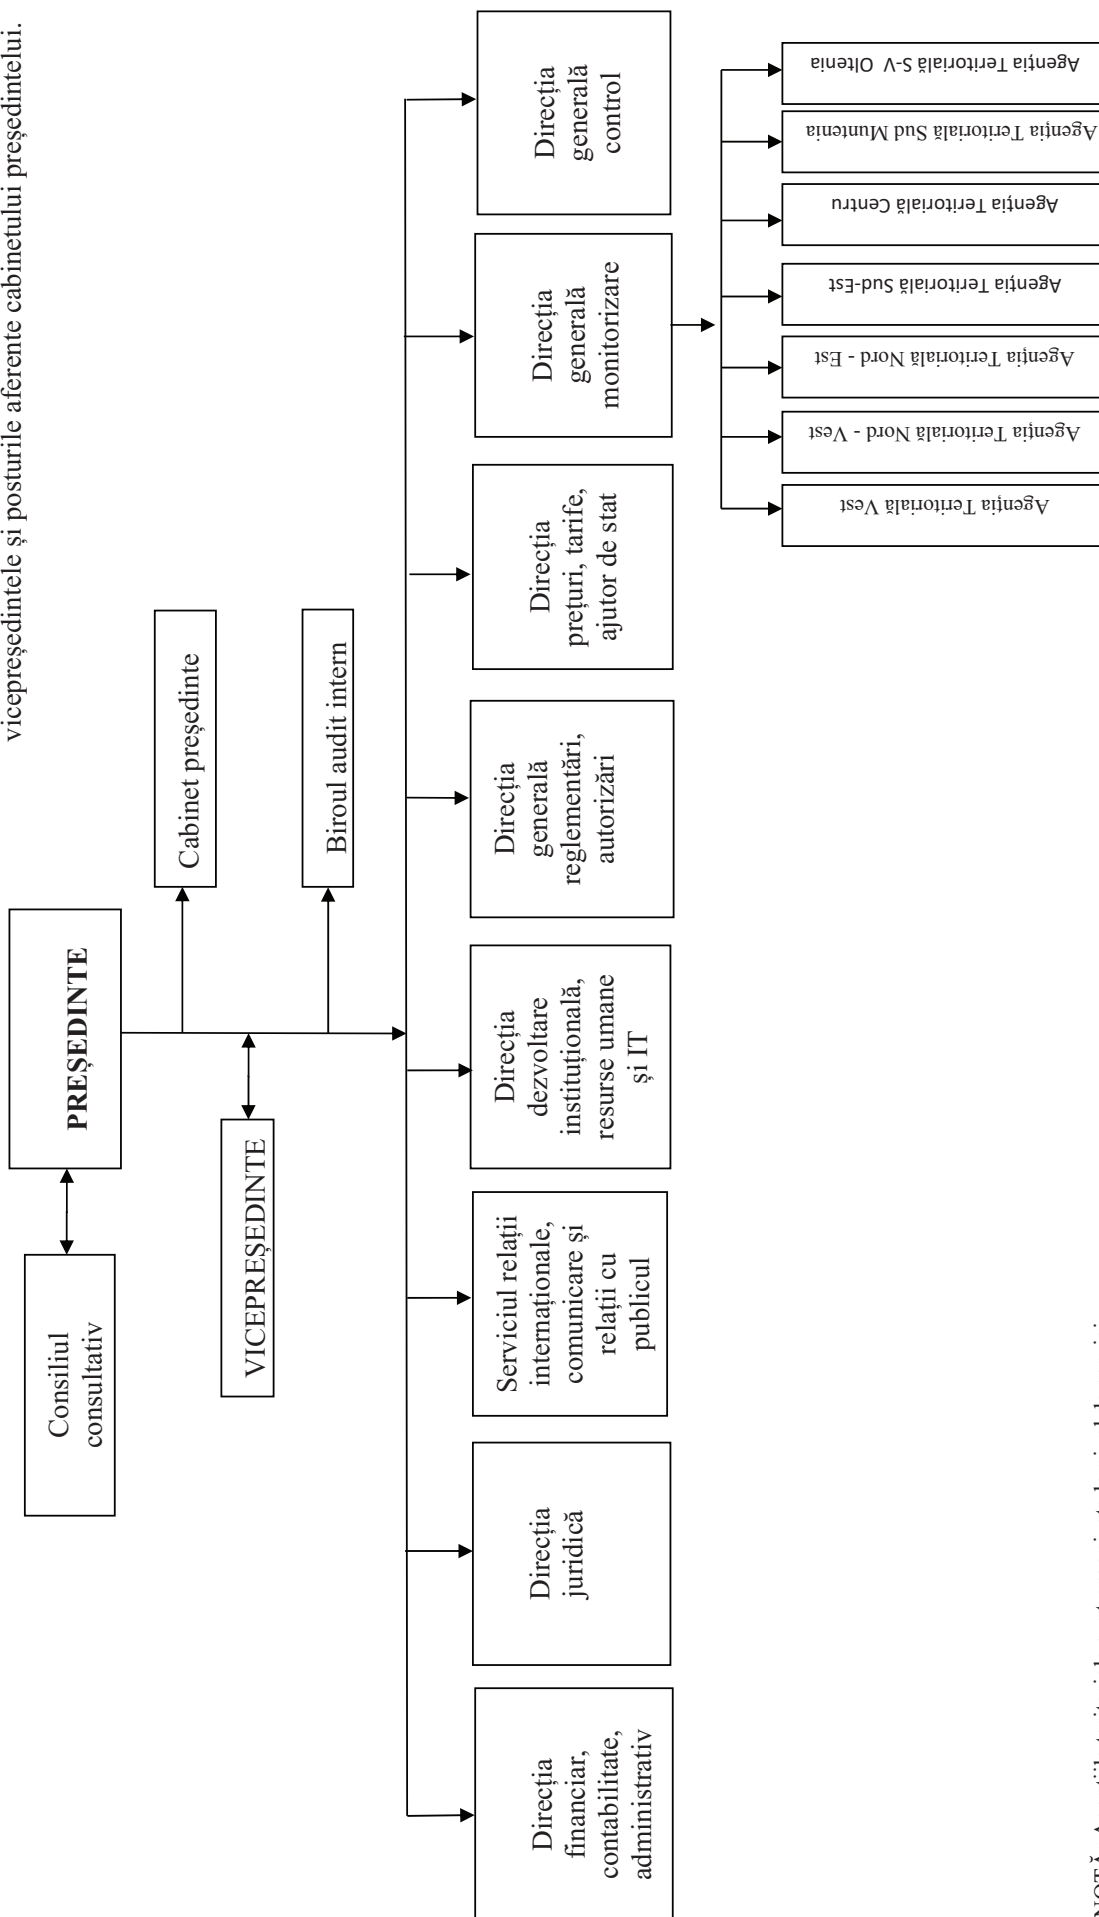 vicepreședintele și posturile aferente cabinetului președintelui.
PREȘEDINTE
Consiliul
consultativ
Cabinet președinte
VICEPREȘEDINTE
Biroul audit intern
Direcția
financiar,
contabilitate,
administrativ
Direcția
juridică
Serviciul relații
internaționale,
comunicare și
relații cu
publicul
Direcția
dezvoltare
instituțională,
resurse umane
și IT
Direcția
generală
reglementări,
autorizări
Direcția
prețuri, tarife,
ajutor de stat
Direcția
generală
monitorizare
Direcția
generală
control
Agenția Teritorială Vest
Agenția Teritorială Nord - Vest
Agenția Teritorială Nord - Est
Agenția Teritorială Sud-Est
Agenția Teritorială Centru
Agenția Teritorială Sud Muntenia
Agenția Teritorială S-V Oltenia
NOTĂ